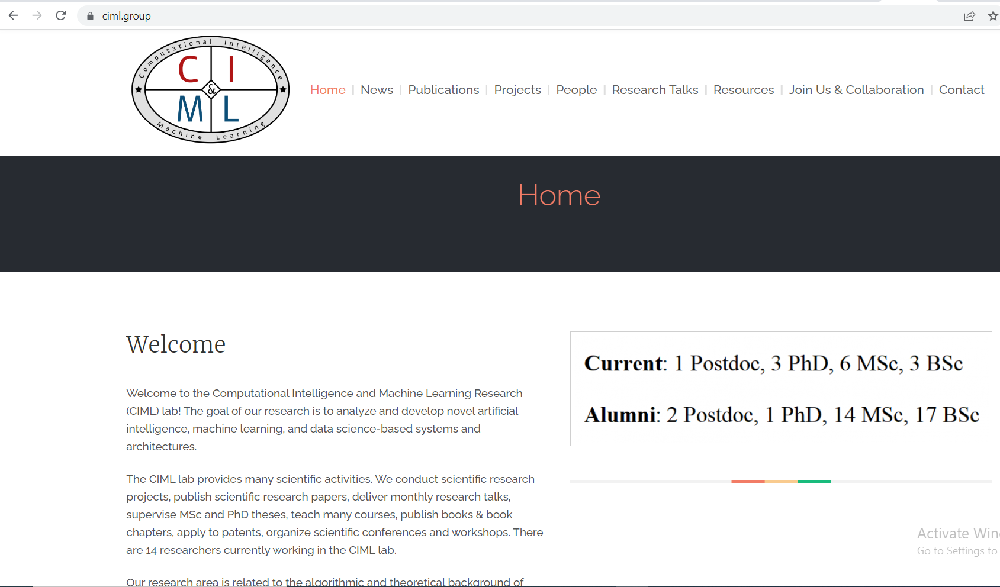 ciml.group
Computational Intelligence
C I
&
M L
Machine Learning
Home | News | Publications | Projects | People | Research Talks | Resources | Join Us & Collaboration | Contact
Home
Welcome
Welcome to the Computational Intelligence and Machine Learning Research
(CIML) lab! The goal of our research is to analyze and develop novel artificial
intelligence, machine learning, and data science-based systems and
architectures.
The CIML lab provides many scientific activities. We conduct scientific research
projects, publish scientific research papers, deliver monthly research talks,
supervise MSc and PhD theses, teach many courses, publish books & book
chapters, apply to patents, organize scientific conferences and workshops. There
are 14 researchers currently working in the CIML lab.
Our research area is related to the algorithmic and theoretical background of
Current: 1 Postdoc, 3 PhD, 6 MSc, 3 BSc
Alumni: 2 Postdoc, 1 PhD, 14 MSc, 17 BSc
Activate Win
Go to Settings to